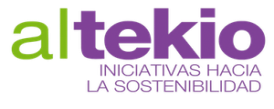 altekio
INICIATIVAS HACIA
LA SOSTENIBILIDAD